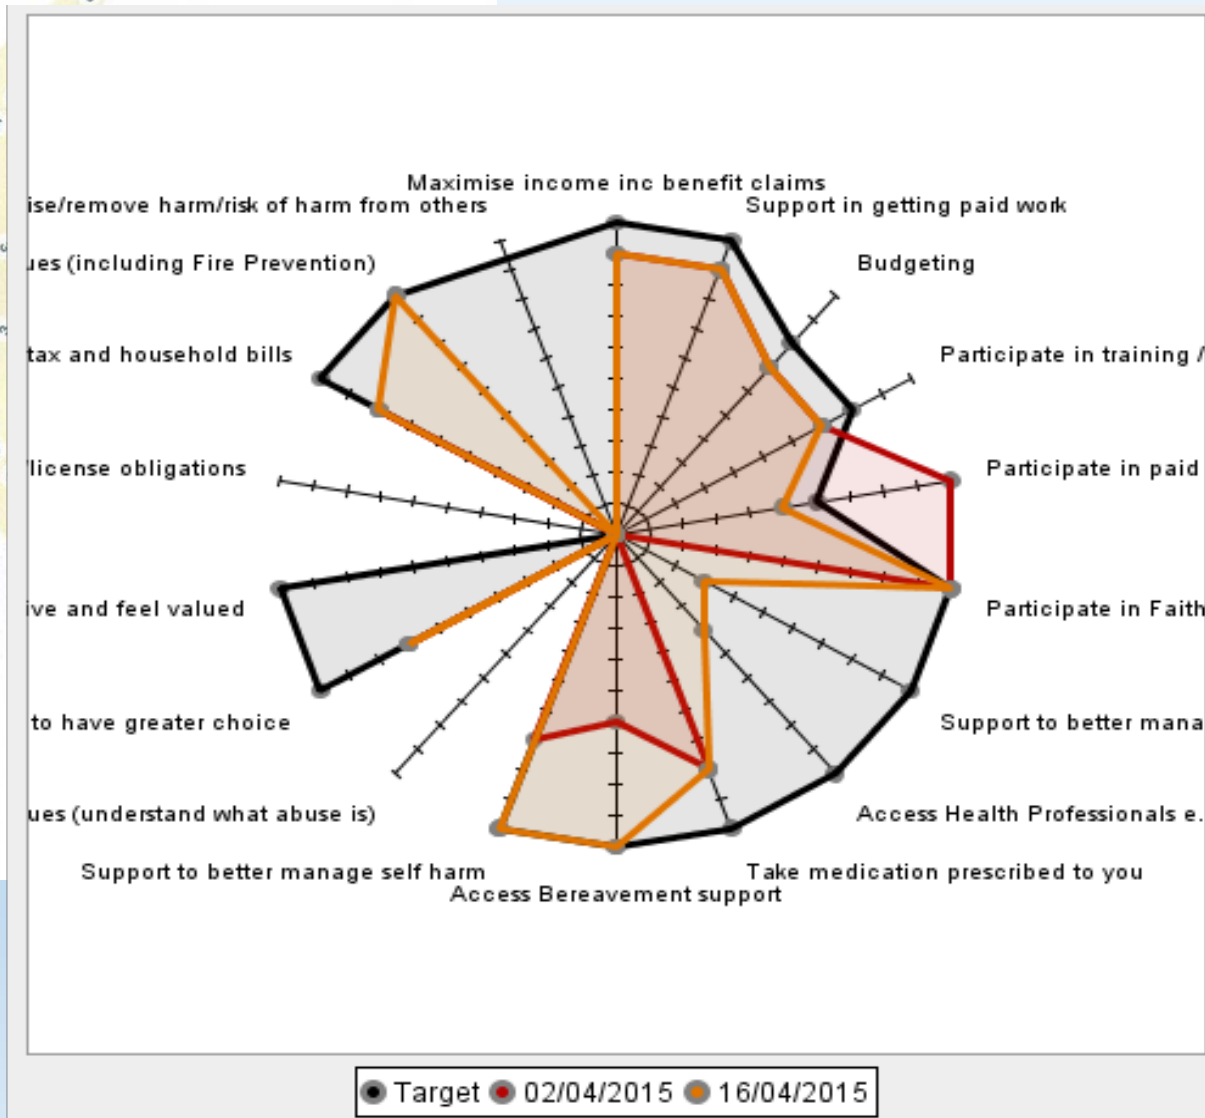 Maximise income inc benefit claims
ise/remove harm/risk of harm from others
Support in getting paid work
ues (including Fire Prevention)
Budgeting
tax and household bills
Participate in training /
license obligations
Participate in paid
ive and feel valued
Participate in Faith
to have greater choice
Support to better mana
ues (understand what abuse is)
Access Health Professionals e.
Support to better manage self harm
Take medication prescribed to you
Access Bereavement support
Target 02/04/2015 16/04/2015